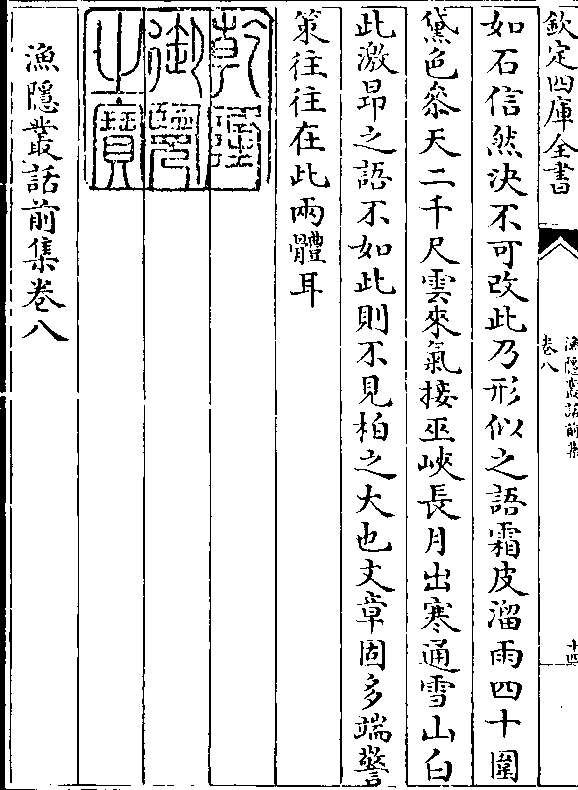 欽定四庫全書
漁隱叢話前集
卷八
十四
如石信然決不可改此乃形似之語霜皮溜雨四十圍
黛色叅天二千尺雲來氣接巫峽長月出寒通雪山白
此激昂之語不如此則不見柏之大也文章固多端警
策往往在此兩體耳
乾隆
御覽
之寶
漁隱叢話前集卷八